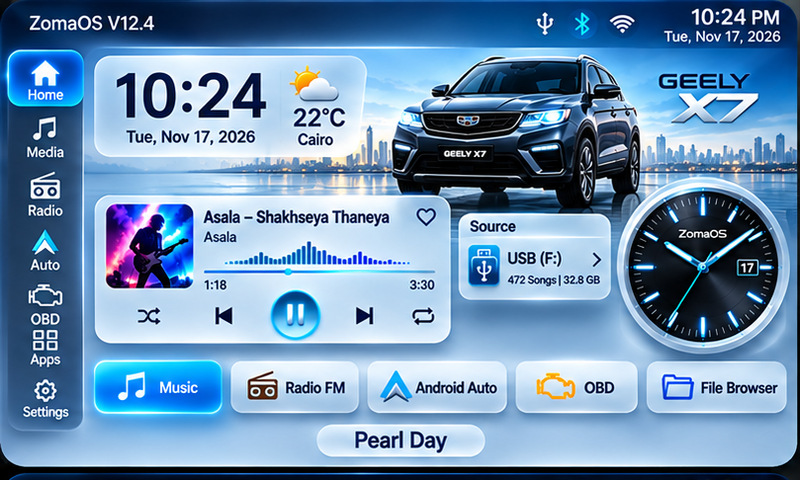 ZomaOS V12.4
10:24 PM
Tue, Nov 17, 2026
Home
Media
Radio
Auto
OBD
Apps
Settings
10:24
Tue, Nov 17, 2026
22°C
Cairo
GEELY
X7
GEELY X7
Asala – Shakhseya Thaneya
Asala
1:18
3:30
Source
USB (F:)
472 Songs | 32.8 GB
ZomaOS
17
Music
Radio FM
Android Auto
OBD
File Browser
Pearl Day